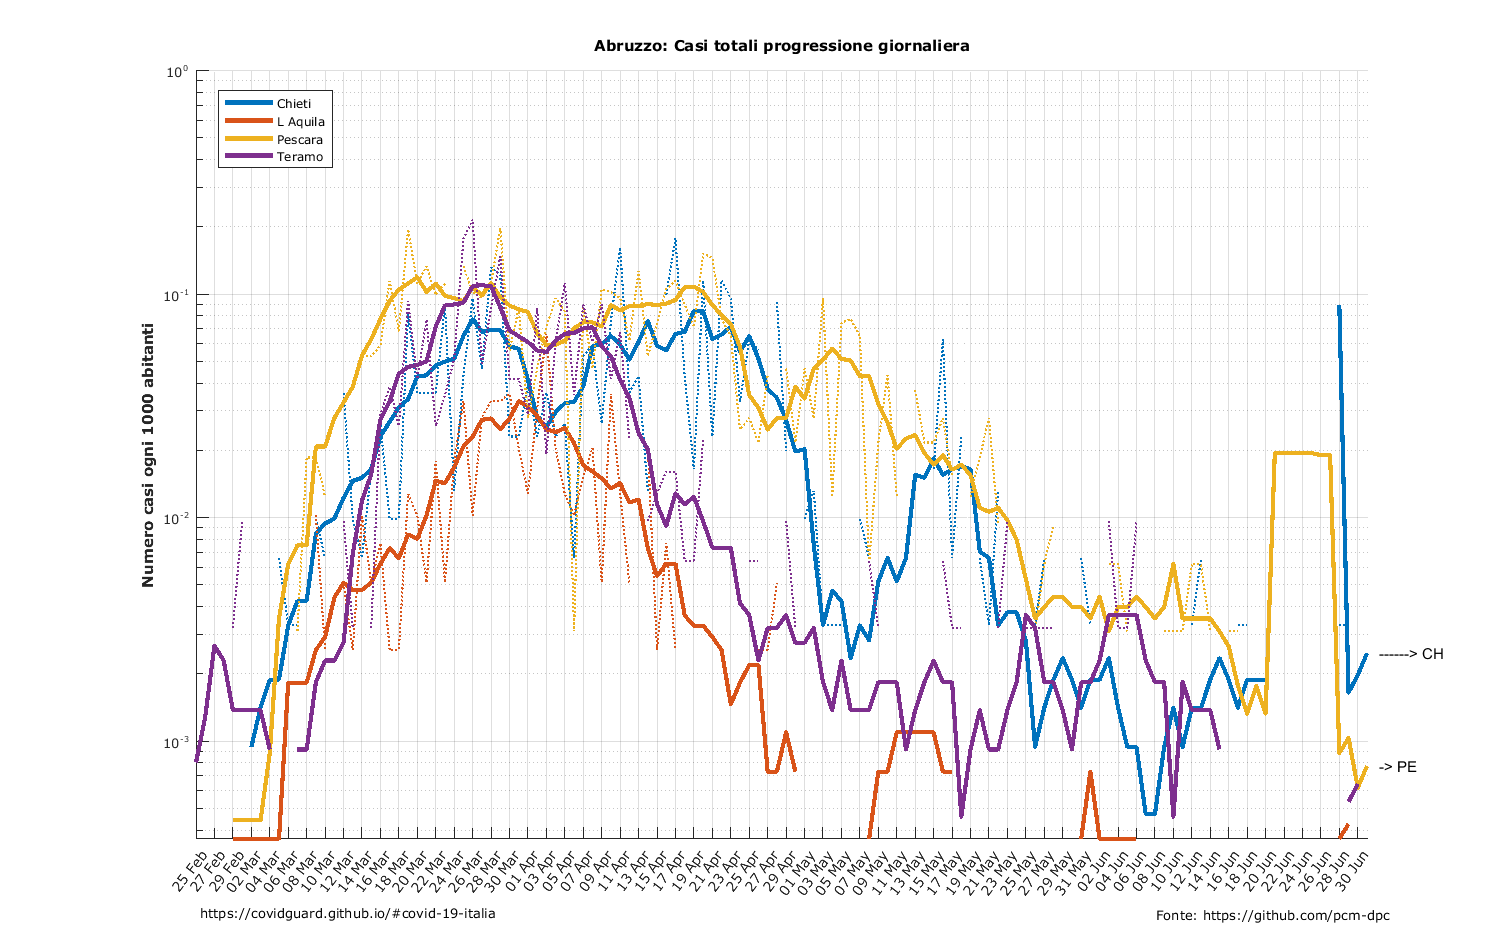 Abruzzo: Casi totali progressione giornaliera
Numero casi ogni 1000 abitanti
10^0
10^-1
10^-2
10^-3
Chieti
L Aquila
Pescara
Teramo
-----> CH
-> PE
25 Feb
27 Feb
29 Feb
02 Mar
04 Mar
06 Mar
08 Mar
10 Mar
12 Mar
14 Mar
16 Mar
18 Mar
20 Mar
22 Mar
24 Mar
26 Mar
28 Mar
30 Mar
01 Apr
03 Apr
05 Apr
07 Apr
09 Apr
11 Apr
13 Apr
15 Apr
17 Apr
19 Apr
21 Apr
23 Apr
25 Apr
27 Apr
29 Apr
01 May
03 May
05 May
07 May
09 May
11 May
13 May
15 May
17 May
19 May
21 May
23 May
25 May
27 May
29 May
31 May
02 Jun
04 Jun
06 Jun
08 Jun
10 Jun
12 Jun
14 Jun
16 Jun
18 Jun
20 Jun
22 Jun
24 Jun
26 Jun
28 Jun
30 Jun
https://covidguard.github.io/#covid-19-italia
Fonte: https://github.com/pcm-dpc